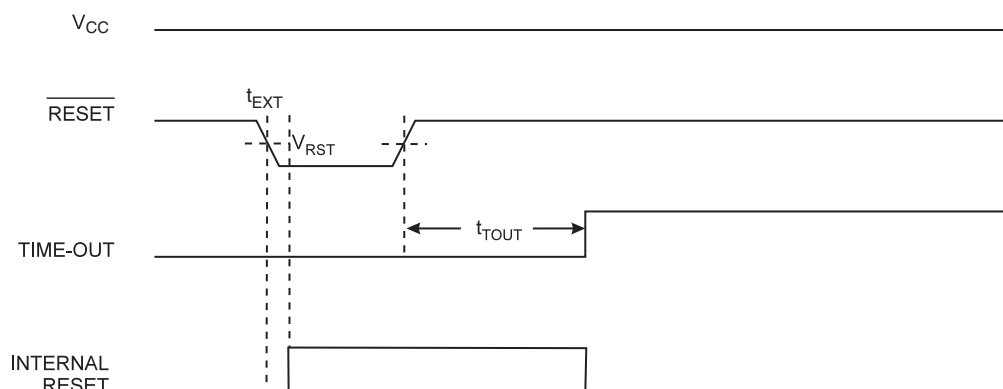 VCC
RESET
tEXT
VRST
TIME-OUT
tTOUT
INTERNAL
RESET